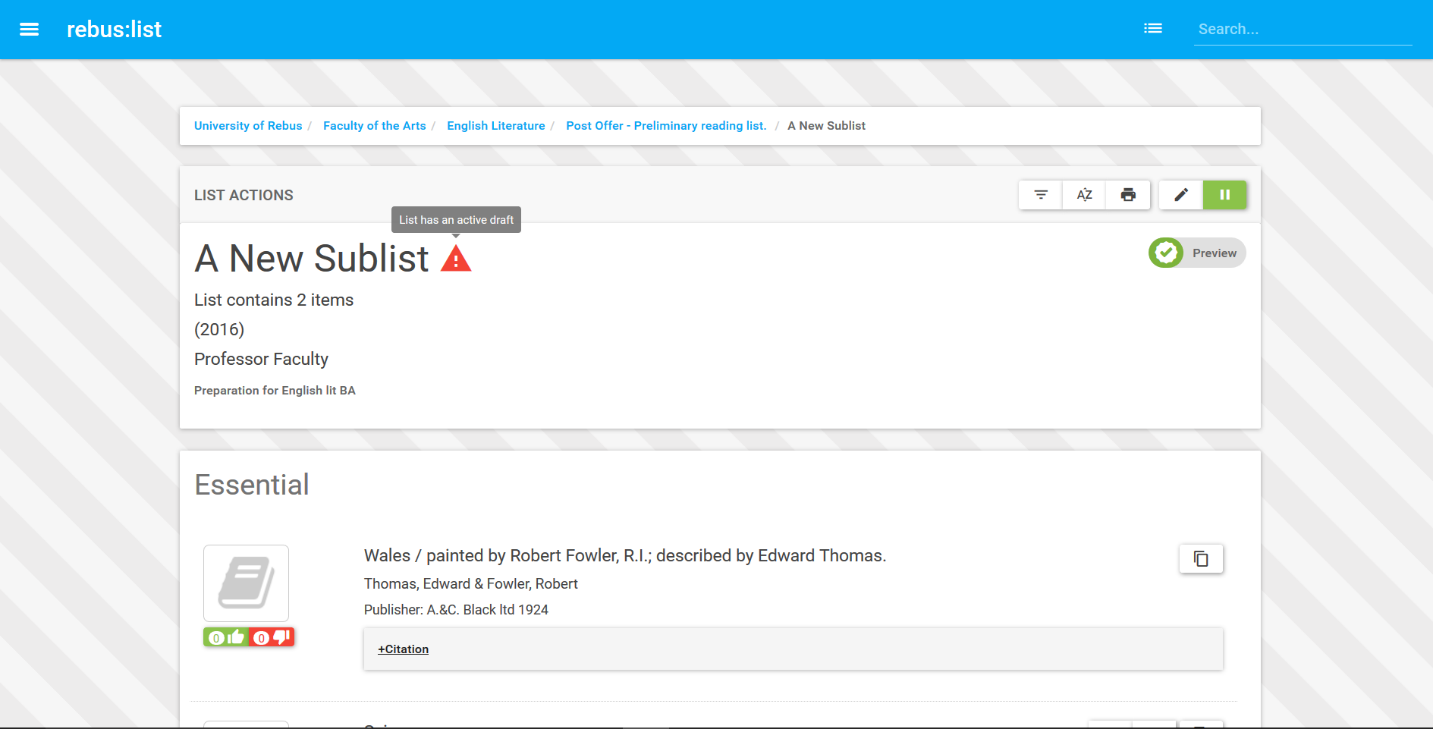 rebus:list
Search...
University of Rebus / Faculty of the Arts / English Literature / Post Offer - Preliminary reading list. / A New Sublist
LIST ACTIONS
AZ
List has an active draft
A New Sublist
Preview
List contains 2 items
(2016)
Professor Faculty
Preparation for English lit BA
Essential
Wales / painted by Robert Fowler, R.I.; described by Edward Thomas.
Thomas, Edward & Fowler, Robert
Publisher: A.&C. Black ltd 1924
0 0
+Citation